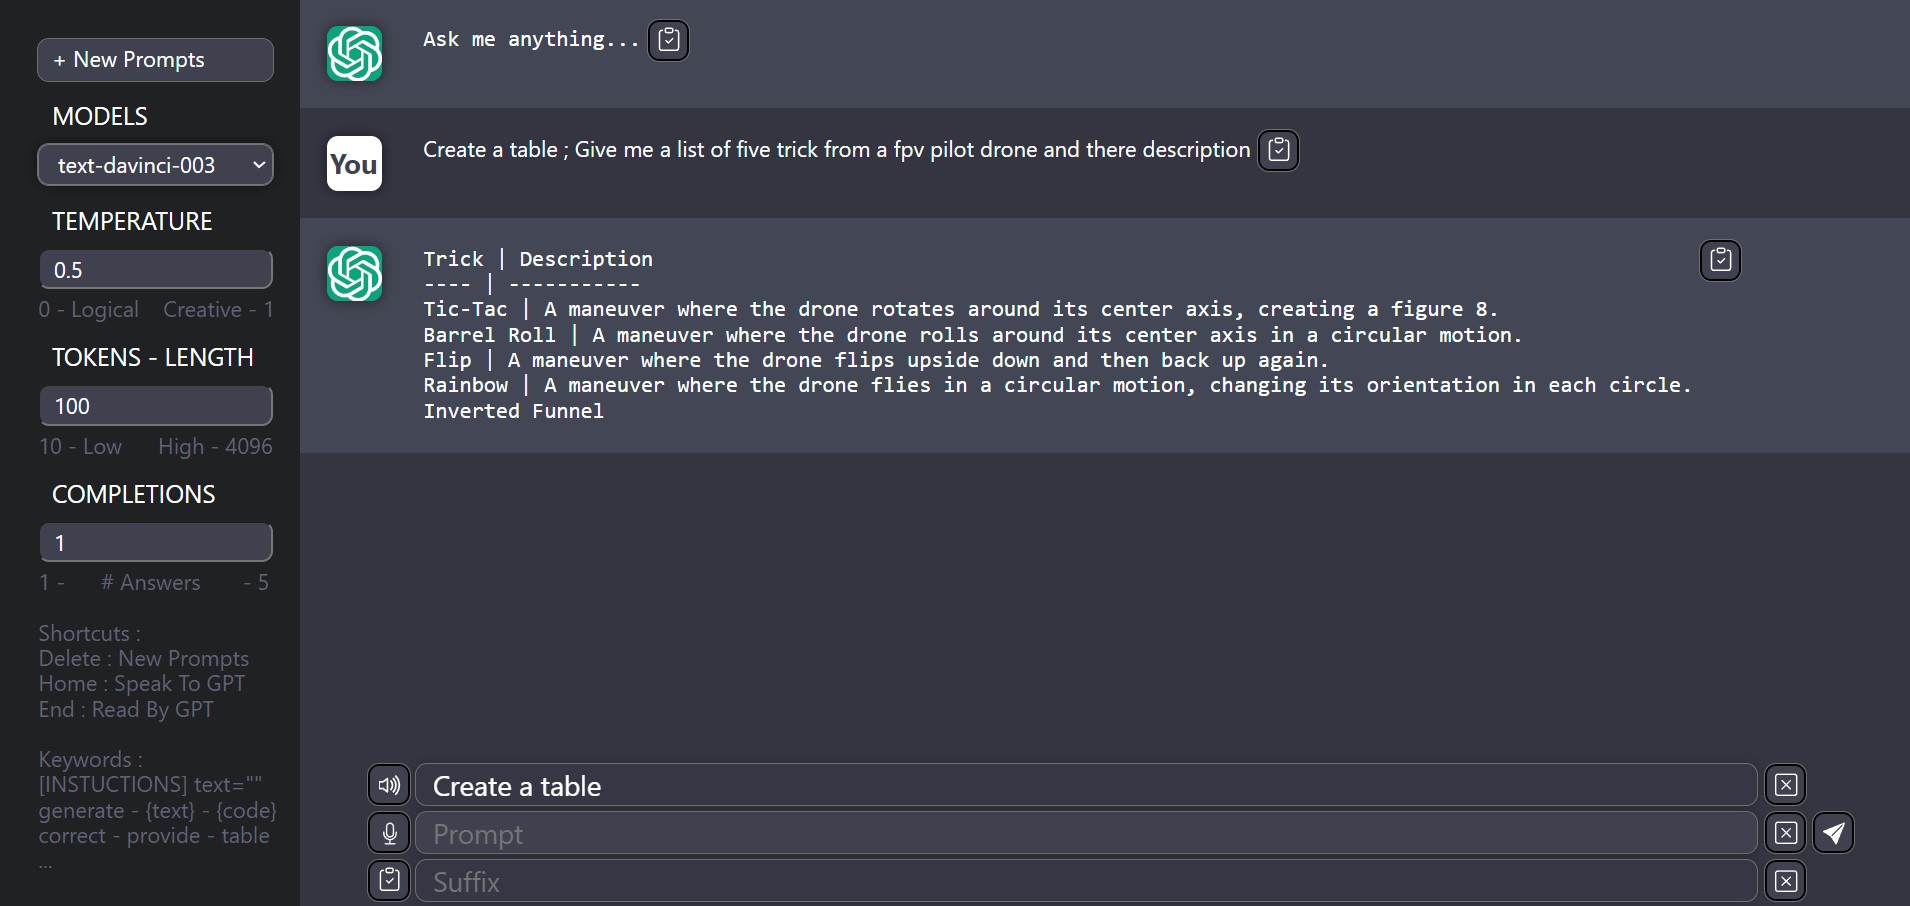 + New Prompts
MODELS
text-davinci-003
TEMPERATURE
0.5
0 - Logical Creative - 1
TOKENS - LENGTH
100
10 - Low High - 4096
COMPLETIONS
1
1 - # Answers - 5
Shortcuts :
Delete : New Prompts
Home : Speak To GPT
End : Read By GPT
Keywords :
[INSTUCTIONS] text=""
generate - {text} - {code}
correct - provide - table
...
Ask me anything...
You
Create a table ; Give me a list of five trick from a fpv pilot drone and there description
Trick | Description
---- | -----------
Tic-Tac | A maneuver where the drone rotates around its center axis, creating a figure 8.
Barrel Roll | A maneuver where the drone rolls around its center axis in a circular motion.
Flip | A maneuver where the drone flips upside down and then back up again.
Rainbow | A maneuver where the drone flies in a circular motion, changing its orientation in each circle.
Inverted Funnel
Create a table
Prompt
Suffix